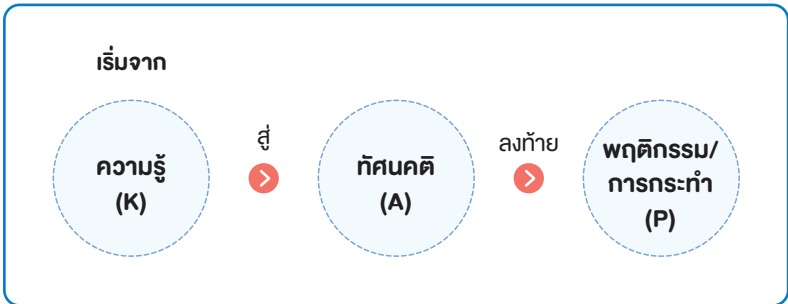 เริ่มจาก
ความรู้
(K)
สู่
ทัศนคติ
(A)
ลงท้าย
พฤติกรรม/
การกระทำ
(P)